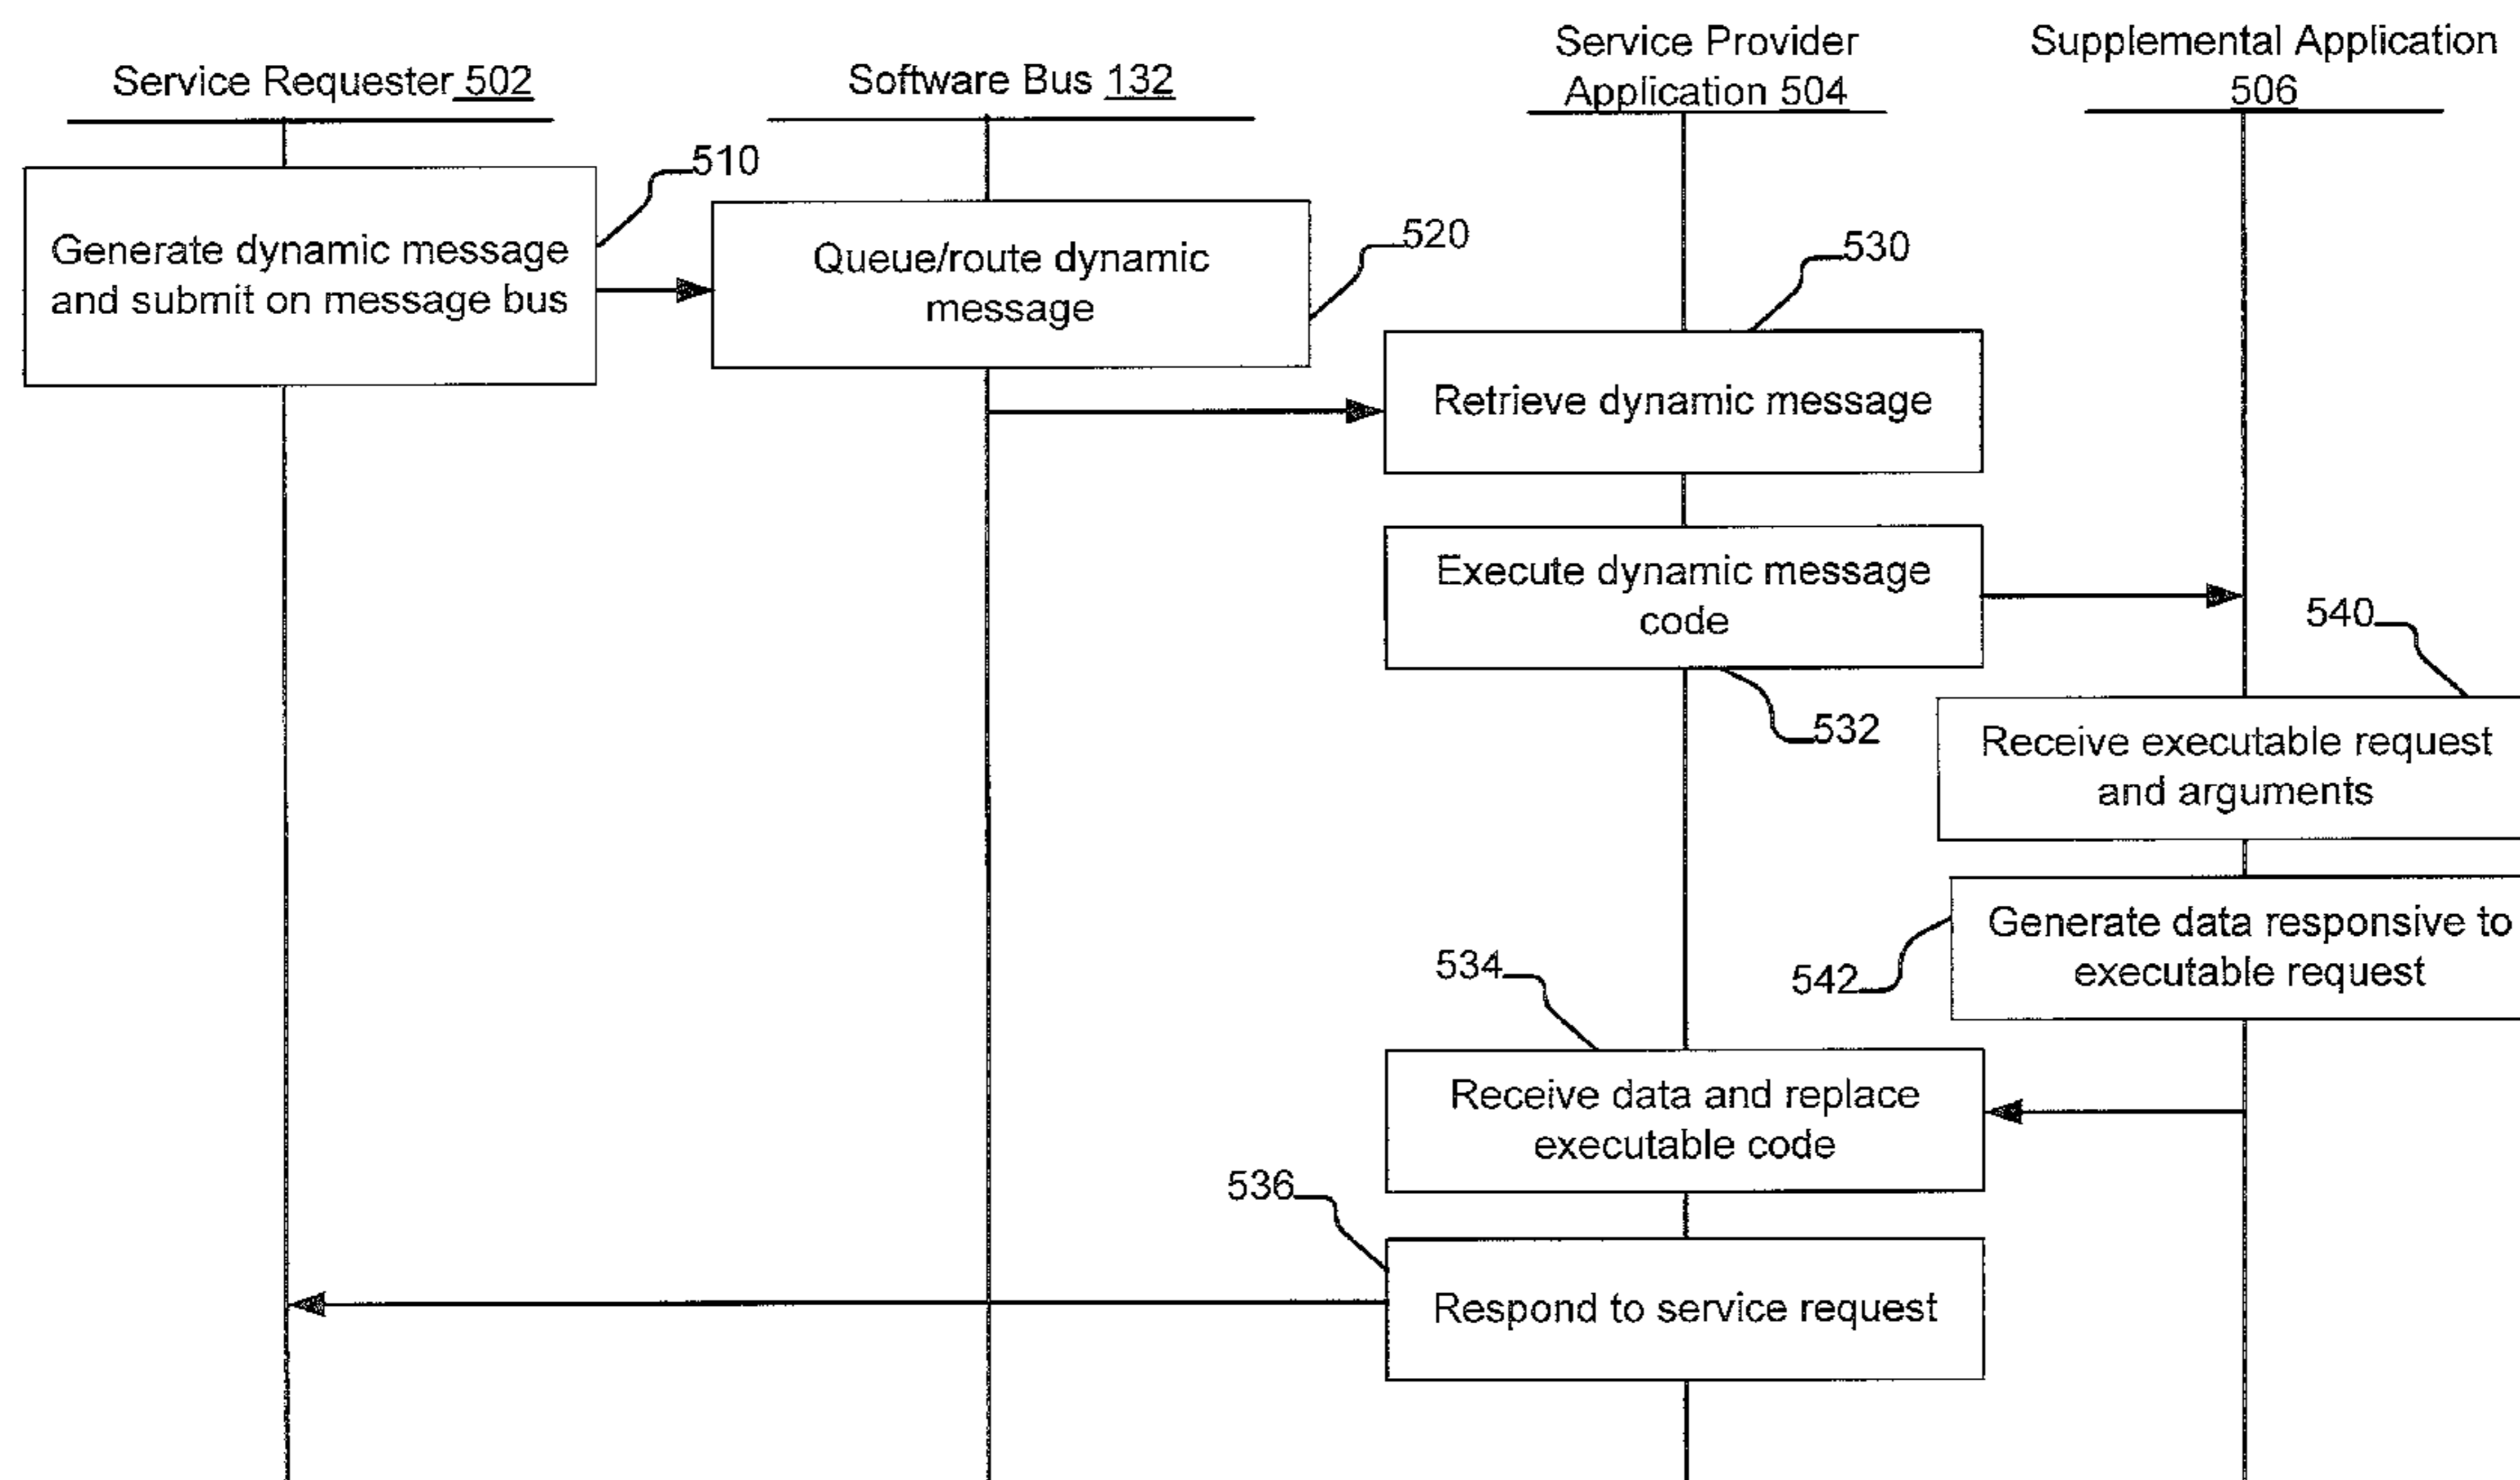 Service Requester 502
Software Bus 132
Service Provider
Application 504
Supplemental Application
506
510
Generate dynamic message
and submit on message bus
520
Queue/route dynamic
message
530
Retrieve dynamic message
Execute dynamic message
code
532
540
Receive executable request
and arguments
542
Generate data responsive to
executable request
534
Receive data and replace
executable code
536
Respond to service request